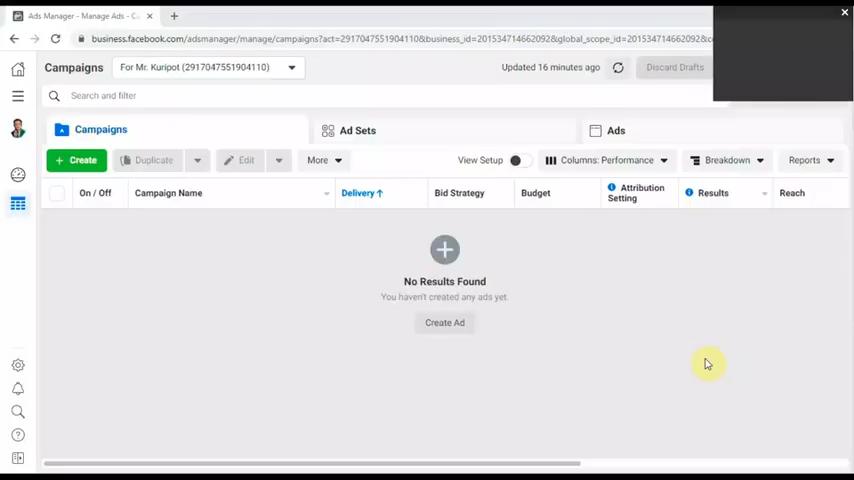 Ads Manager - Manage Ads - C
business.facebook.com/adsmanager/manage/campaigns?act=2917047551904110&business_id=201534714662092&global_scope_id=201534714662092&c
Campaigns For Mr. Kuripot (2917047551904110) Updated 16 minutes ago Discard Drafts
Search and filter
Campaigns Ad Sets Ads
+ Create Duplicate Edit More View Setup Columns: Performance Breakdown Reports
On / Off Campaign Name Delivery ↑ Bid Strategy Budget Attribution Setting Results Reach
No Results Found
You haven't created any ads yet.
Create Ad